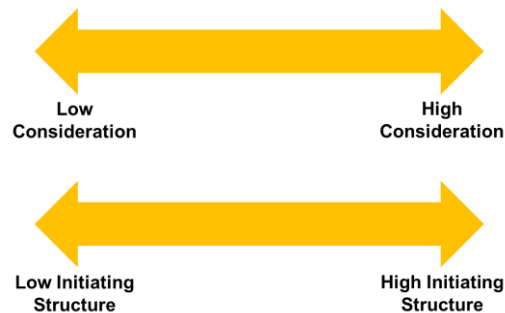 Low
Consideration
High
Consideration
Low Initiating
Structure
High Initiating
Structure